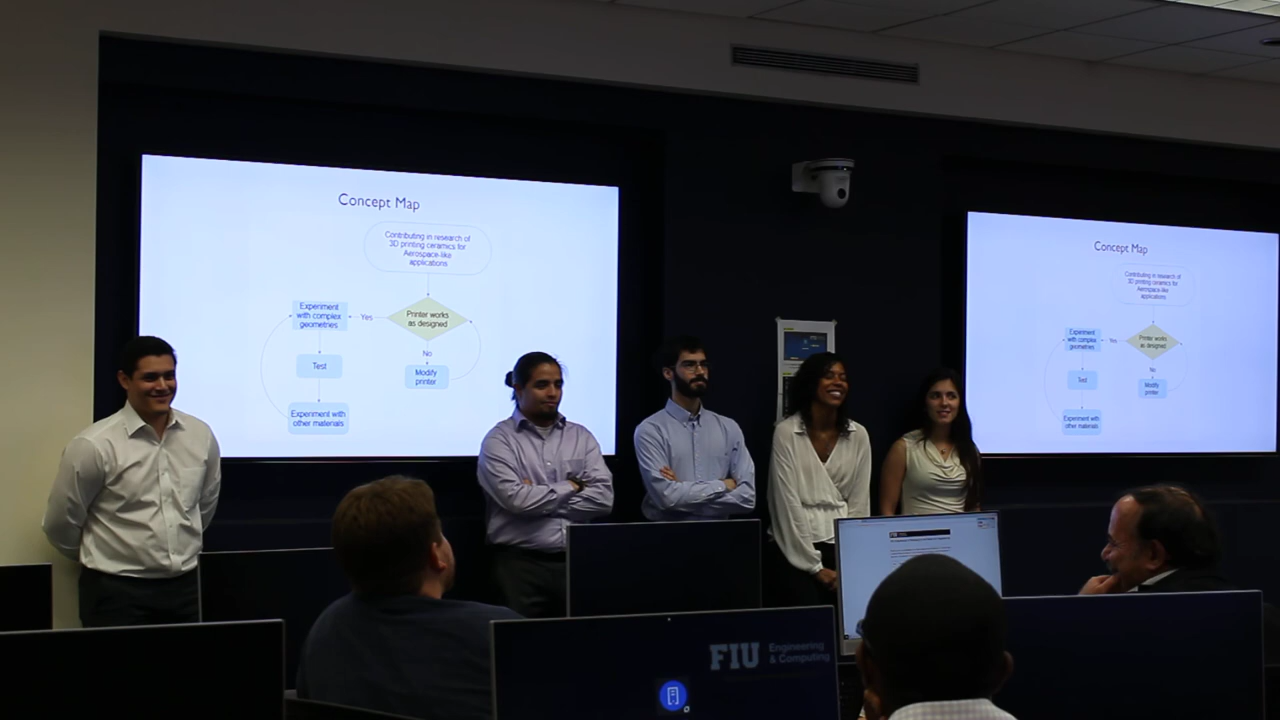 Concept Map
Contributing in research of
3D printing ceramics for
Aerospace-like
applications
Experiment
with complex
geometries
Yes
Printer works
as designed
No
Test
Modify
printer
Experiment with
other materials
Concept Map
Contributing in research of
3D printing ceramics for
Aerospace-like
applications
Experiment
with complex
geometries
Yes
Printer works
as designed
No
Test
Modify
printer
Experiment with
other materials
FIU Engineering
& Computing